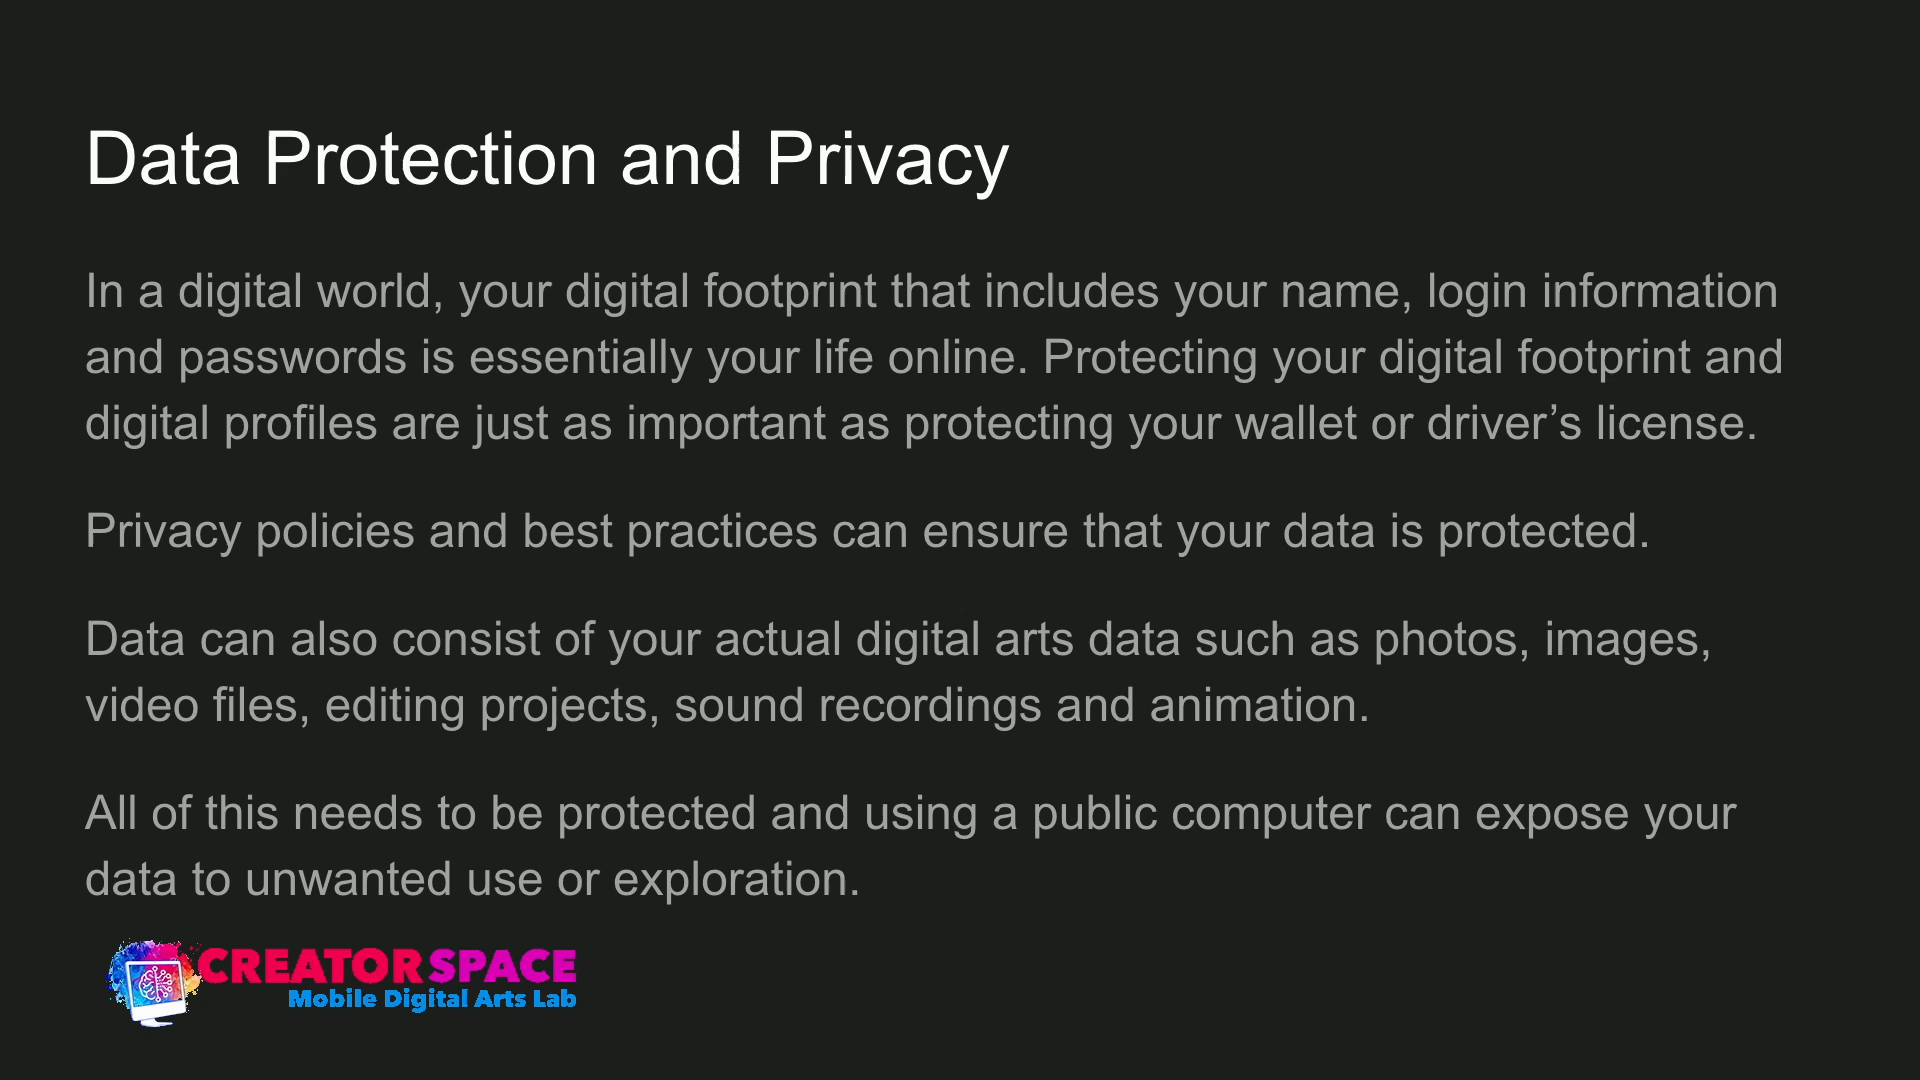 Data Protection and Privacy
In a digital world, your digital footprint that includes your name, login information
and passwords is essentially your life online. Protecting your digital footprint and
digital profiles are just as important as protecting your wallet or driver’s license.
Privacy policies and best practices can ensure that your data is protected.
Data can also consist of your actual digital arts data such as photos, images,
video files, editing projects, sound recordings and animation.
All of this needs to be protected and using a public computer can expose your
data to unwanted use or exploration.
CREATORSPACE
Mobile Digital Arts Lab